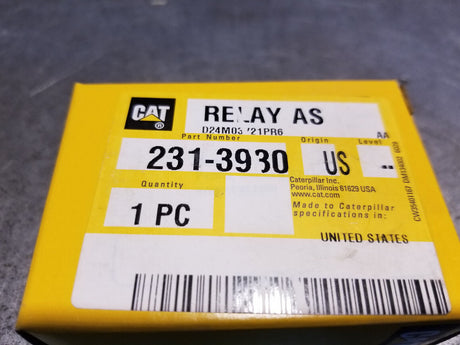 CAT
®
RELAY AS
Part Number
Origin
Level
AA
231-3930
US
--
Quantity
1 PC
Caterpillar Inc.
Peoria, Illinois 61629 USA
www.cat.com
Made to Caterpillar
specifications in:
UNITED STATES